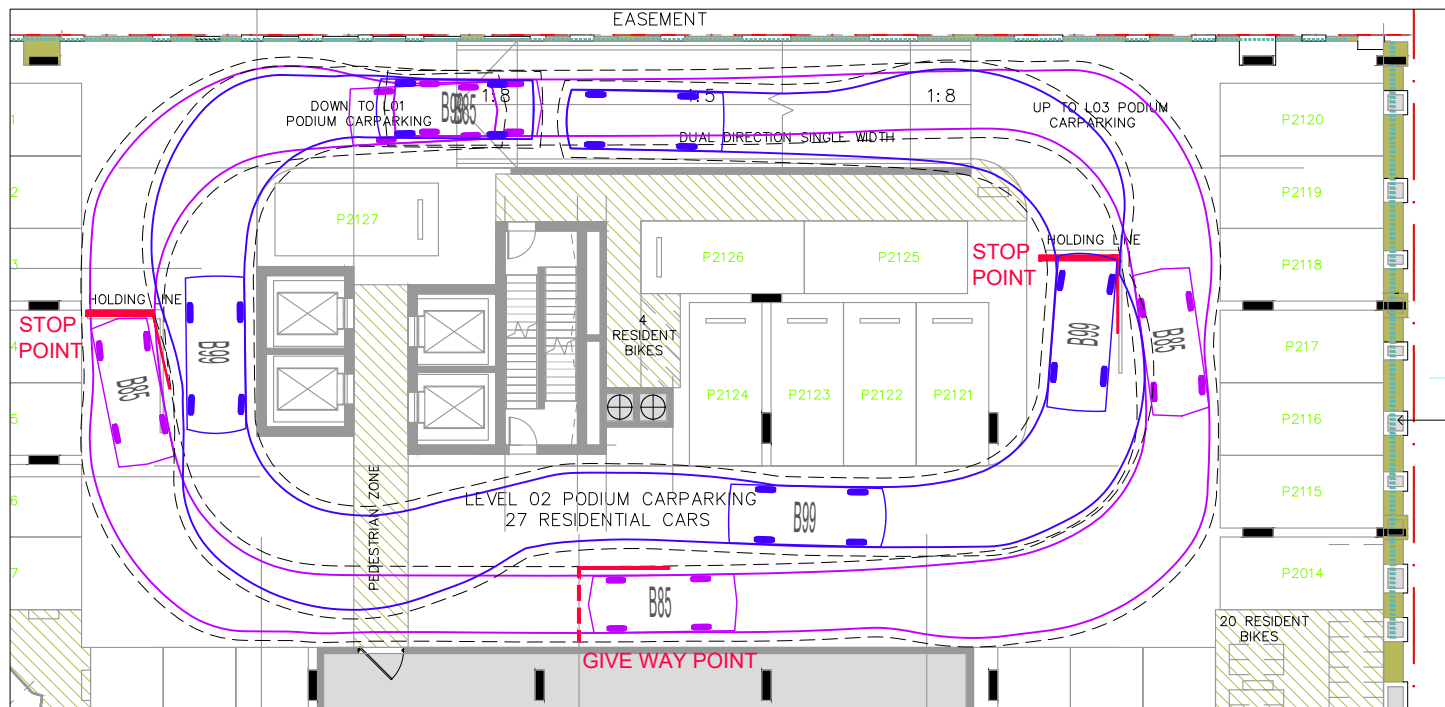 EASEMENT
DOWN TO L01
PODIUM CARPARKING
B85
1:8
1:5
1:8
UP TO L03 PODIUM
CARPARKING
DUAL DIRECTION SINGLE WIDTH
1
2
3
4
5
6
7
P2120
P2119
P2118
P217
P2116
P2115
P2014
P2127
P2126
P2125
STOP
POINT
HOLDING LINE
HOLDING LINE
STOP
POINT
B85
B99
4
RESIDENT
BIKES
B99
B85
P2124
P2123
P2122
P2121
PEDESTRIAN ZONE
LEVEL 02 PODIUM CARPARKING
27 RESIDENTIAL CARS
B99
B85
GIVE WAY POINT
20 RESIDENT
BIKES